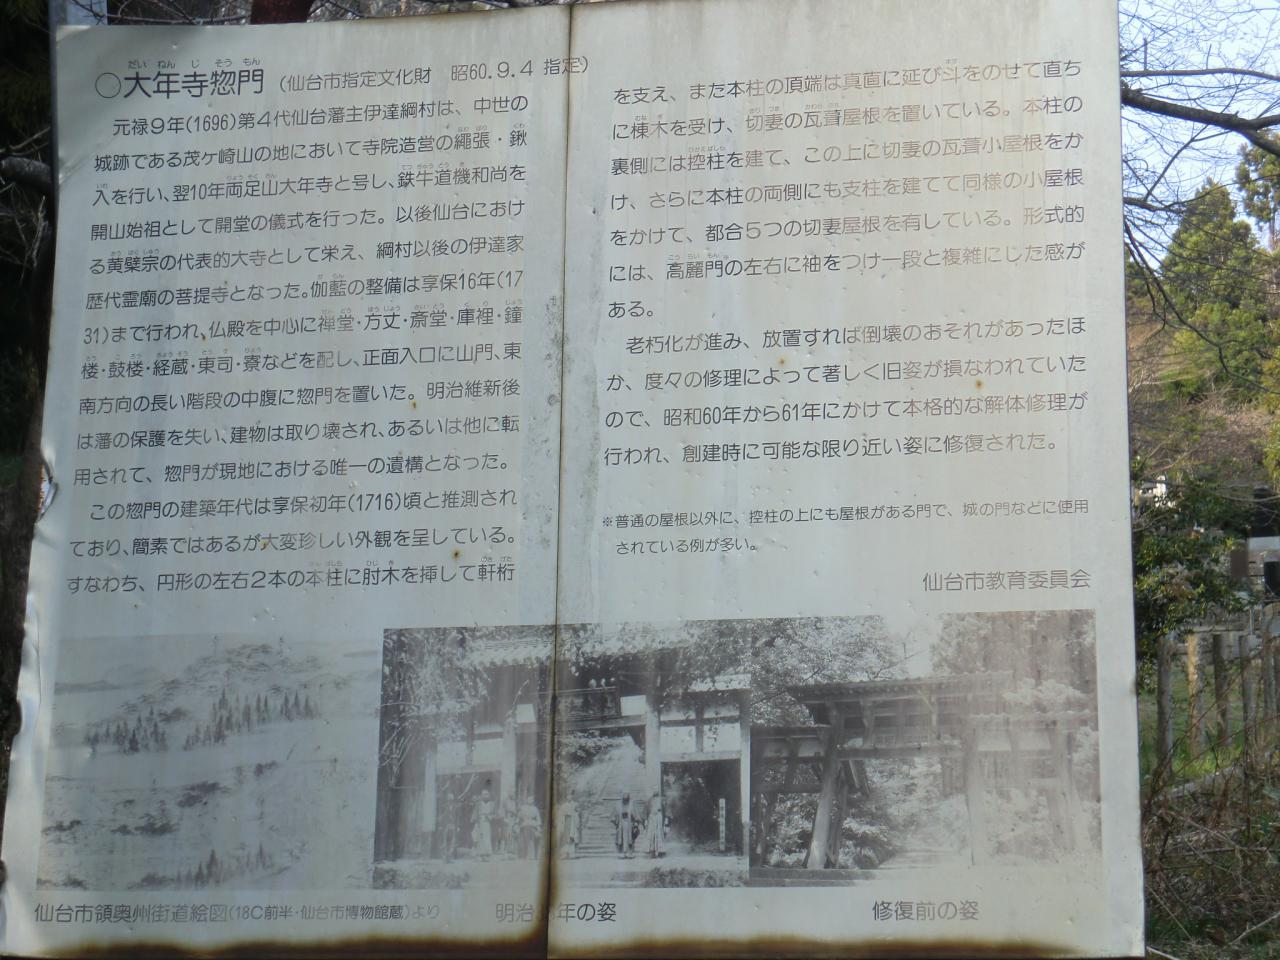 ○大年寺惣門 (仙台市指定文化財 昭60.9.4 指定)
元禄9年(1696)第4代仙台藩主伊達綱村は、中世の
城跡である茂ヶ崎山の地において寺院造営の縄張・鍬
入を行い、翌10年両足山大年寺と号し、鉄牛道機和尚を
開山始祖として開堂の儀式を行った。以後仙台におけ
る黄檗宗の代表的大寺として栄え、綱村以後の伊達家
歴代霊廟の菩提寺となった。伽藍の整備は享保16年(17
31)まで行われ、仏殿を中心に禅堂・方丈・斎堂・庫裡・鐘
楼・鼓楼・経蔵・東司・寮などを配し、正面入口に山門、東
南方向の長い階段の中腹に惣門を置いた。明治維新後
は藩の保護を失い、建物は取り壊され、あるいは他に転
用されて、惣門が現地における唯一の遺構となった。
この惣門の建築年代は享保初年(1716)頃と推測され
ており、簡素ではあるが大変珍しい外観を呈している。
すなわち、円形の左右2本の本柱に肘木を挿して軒桁
を支え、また本柱の頂端は真直に延び斗をのせて直ち
に棟木を受け、切妻の瓦葺屋根を置いている。本柱の
裏側には控柱を建て、この上に切妻の瓦葺小屋根をか
け、さらに本柱の両側にも支柱を建てて同様の小屋根
をかけて、都合5つの切妻屋根を有している。形式的
には、高麗門の左右に袖をつけ一段と複雑にした感が
ある。
老朽化が進み、放置すれば倒壊のおそれがあったほ
か、度々の修理によって著しく旧姿が損なわれていた
ので、昭和60年から61年にかけて本格的な解体修理が
行われ、創建時に可能な限り近い姿に修復された。
※普通の屋根以外に、控柱の上にも屋根がある門で、城の門などに使用
されている例が多い。
仙台市教育委員会
仙台市領奥州街道絵図(18C前半・仙台市博物館蔵)より
明治 年の姿
修復前の姿